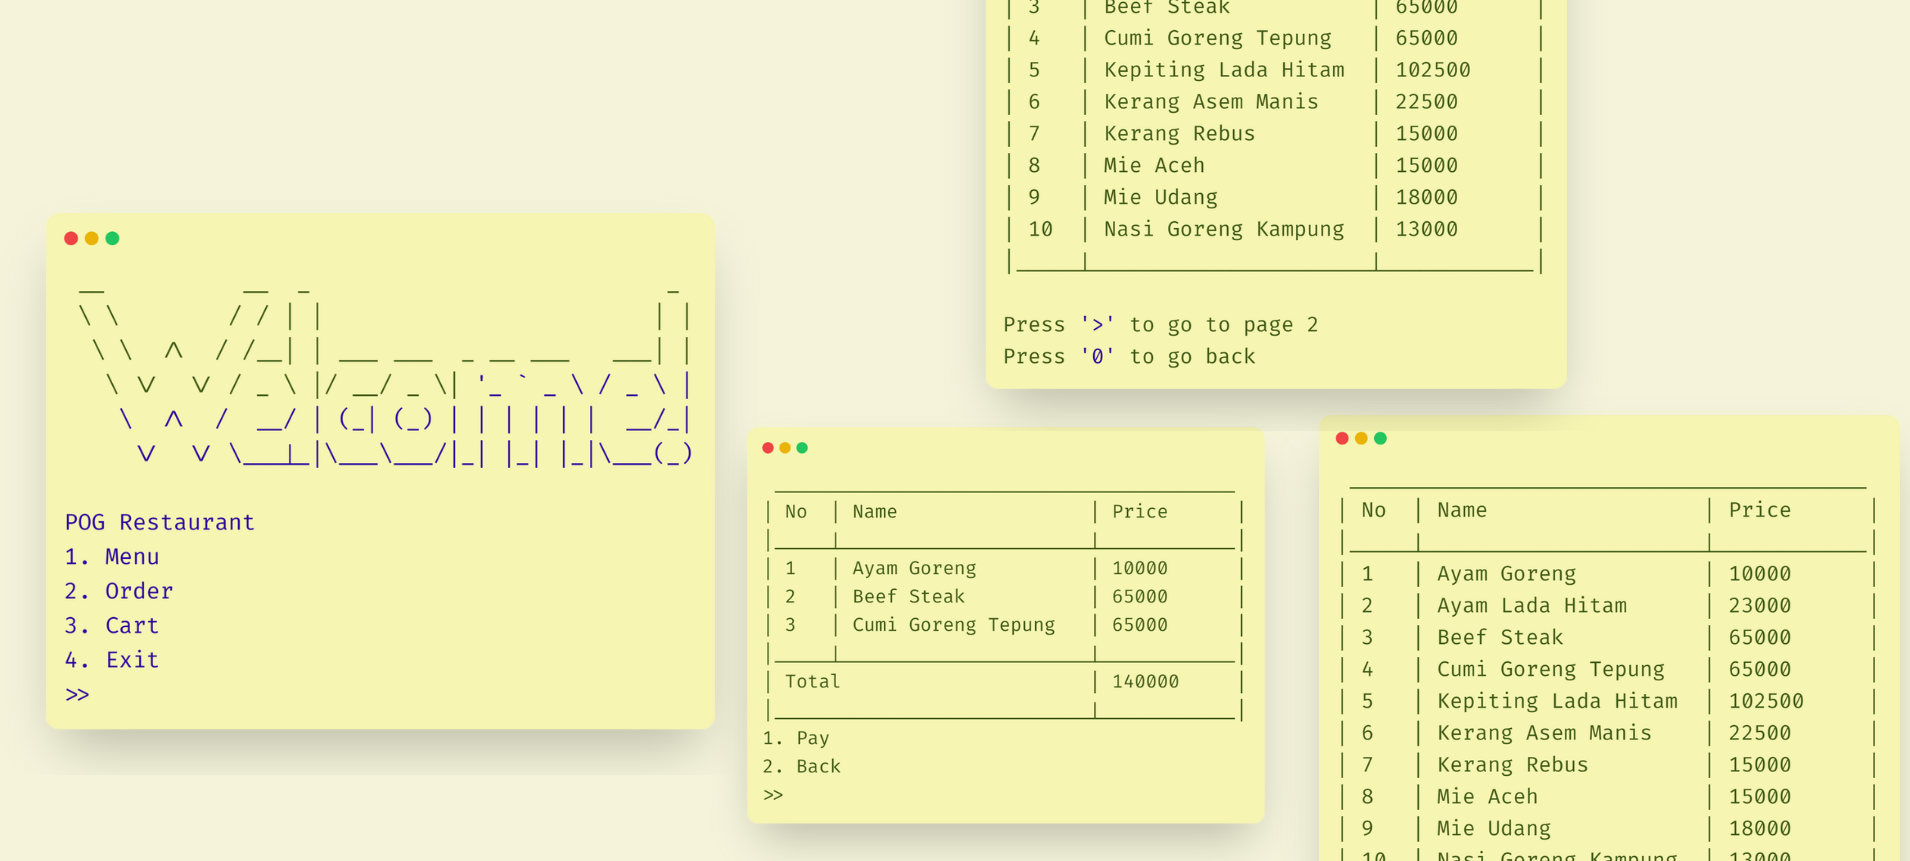 Welcome!
POG Restaurant
1. Menu
2. Order
3. Cart
4. Exit
>>
3 Beef Steak 65000
4 Cumi Goreng Tepung 65000
5 Kepiting Lada Hitam 102500
6 Kerang Asem Manis 22500
7 Kerang Rebus 15000
8 Mie Aceh 15000
9 Mie Udang 18000
10 Nasi Goreng Kampung 13000
Press '>' to go to page 2
Press '0' to go back
No Name Price
1 Ayam Goreng 10000
2 Beef Steak 65000
3 Cumi Goreng Tepung 65000
Total 140000
1. Pay
2. Back
>>
No Name Price
1 Ayam Goreng 10000
2 Ayam Lada Hitam 23000
3 Beef Steak 65000
4 Cumi Goreng Tepung 65000
5 Kepiting Lada Hitam 102500
6 Kerang Asem Manis 22500
7 Kerang Rebus 15000
8 Mie Aceh 15000
9 Mie Udang 18000
10 Nasi Goreng Kampung 13000